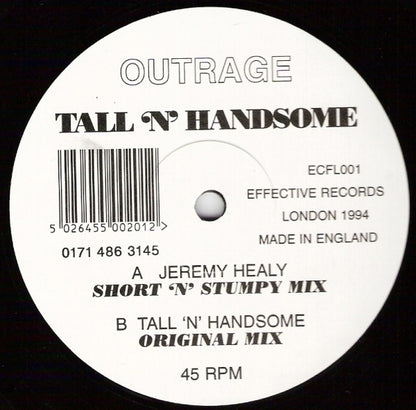 OUTRAGE
TALL 'N' HANDSOME
ECFL001
EFFECTIVE RECORDS
LONDON 1994
MADE IN ENGLAND
5 026455 002012 >
0171 486 3145
A JEREMY HEALY
SHORT 'N' STUMPY MIX
B TALL 'N' HANDSOME
ORIGINAL MIX
45 RPM